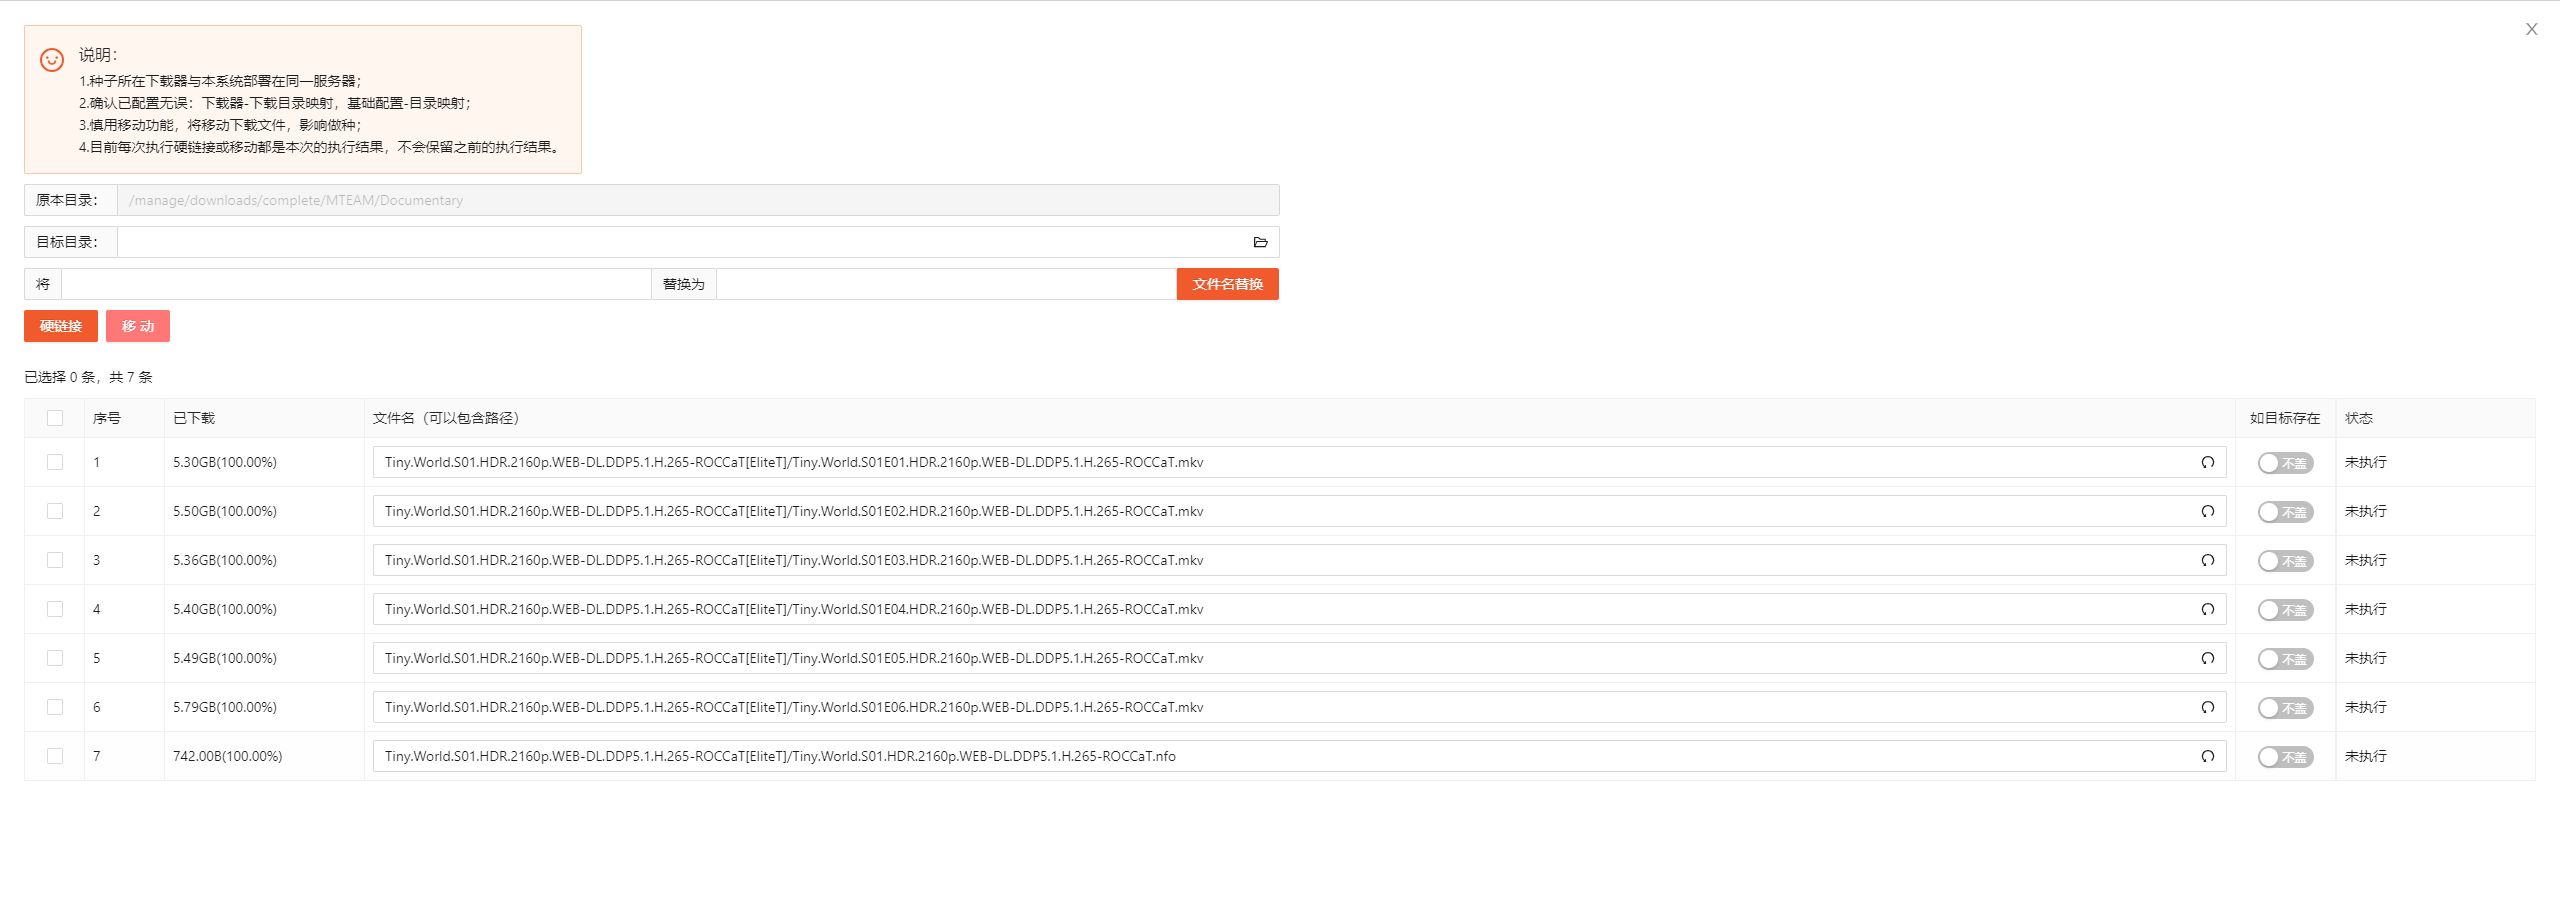 X
说明：
1.种子所在下载器与本系统部署在同一服务器；
2.确认已配置无误：下载器-下载目录映射，基础配置-目录映射；
3.慎用移动功能，将移动下载文件，影响做种；
4.目前每次执行硬链接或移动都是本次的执行结果，不会保留之前的执行结果。
原本目录： /manage/downloads/complete/MTEAM/Documentary
目标目录：
将 替换为 文件名替换
硬链接 移 动
已选择 0 条，共 7 条
序号 已下载 文件名（可以包含路径） 如目标存在 状态
1 5.30GB(100.00%) Tiny.World.S01.HDR.2160p.WEB-DL.DDP5.1.H.265-ROCCaT[EliteT]/Tiny.World.S01E01.HDR.2160p.WEB-DL.DDP5.1.H.265-ROCCaT.mkv 不盖 未执行
2 5.50GB(100.00%) Tiny.World.S01.HDR.2160p.WEB-DL.DDP5.1.H.265-ROCCaT[EliteT]/Tiny.World.S01E02.HDR.2160p.WEB-DL.DDP5.1.H.265-ROCCaT.mkv 不盖 未执行
3 5.36GB(100.00%) Tiny.World.S01.HDR.2160p.WEB-DL.DDP5.1.H.265-ROCCaT[EliteT]/Tiny.World.S01E03.HDR.2160p.WEB-DL.DDP5.1.H.265-ROCCaT.mkv 不盖 未执行
4 5.40GB(100.00%) Tiny.World.S01.HDR.2160p.WEB-DL.DDP5.1.H.265-ROCCaT[EliteT]/Tiny.World.S01E04.HDR.2160p.WEB-DL.DDP5.1.H.265-ROCCaT.mkv 不盖 未执行
5 5.49GB(100.00%) Tiny.World.S01.HDR.2160p.WEB-DL.DDP5.1.H.265-ROCCaT[EliteT]/Tiny.World.S01E05.HDR.2160p.WEB-DL.DDP5.1.H.265-ROCCaT.mkv 不盖 未执行
6 5.79GB(100.00%) Tiny.World.S01.HDR.2160p.WEB-DL.DDP5.1.H.265-ROCCaT[EliteT]/Tiny.World.S01E06.HDR.2160p.WEB-DL.DDP5.1.H.265-ROCCaT.mkv 不盖 未执行
7 742.00B(100.00%) Tiny.World.S01.HDR.2160p.WEB-DL.DDP5.1.H.265-ROCCaT[EliteT]/Tiny.World.S01.HDR.2160p.WEB-DL.DDP5.1.H.265-ROCCaT.nfo 不盖 未执行